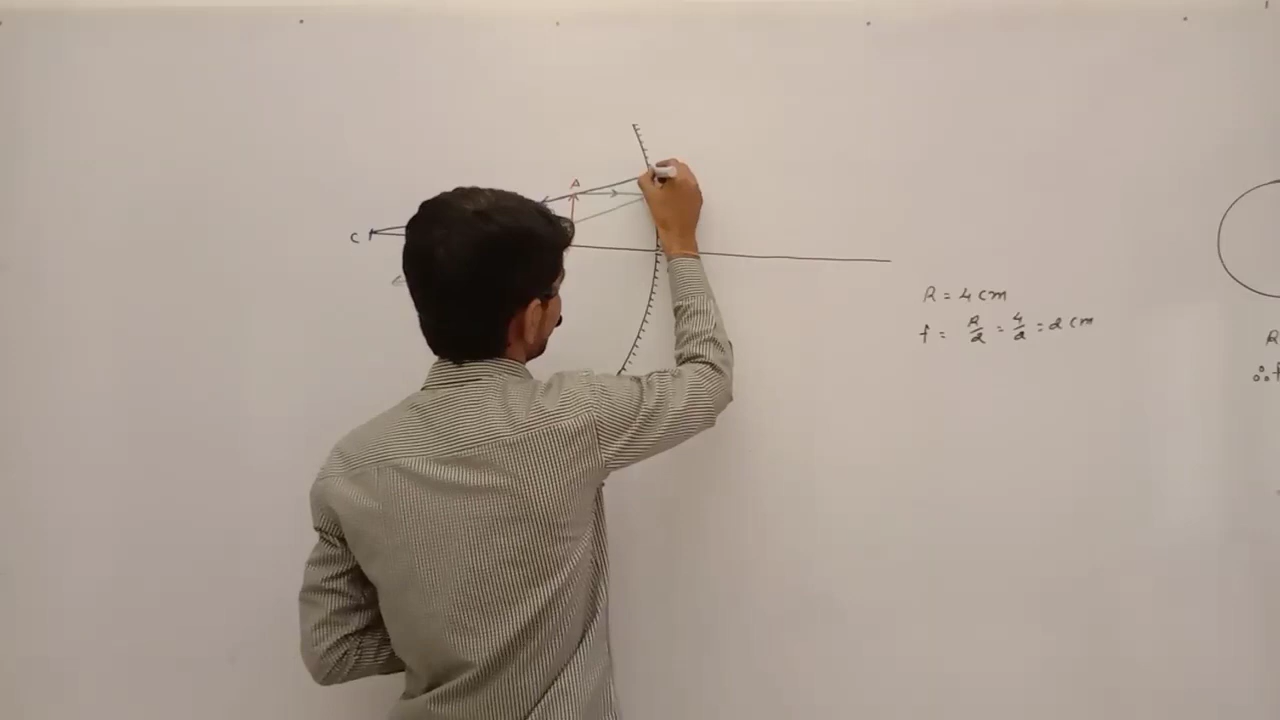 A
C
R = 4 cm
f = R/2 = 4/2 = 2 cm
R
∴ f